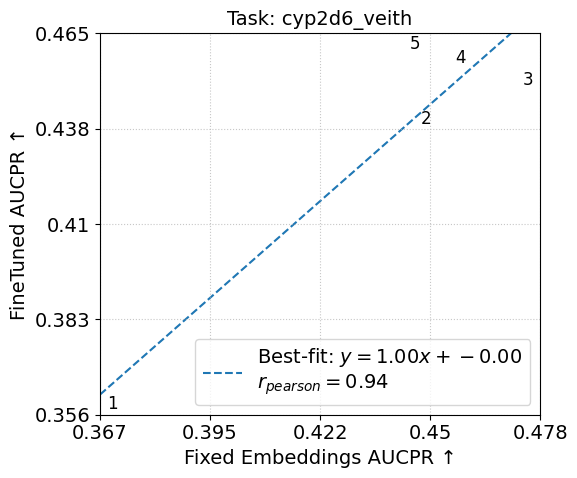 Task: cyp2d6_veith
0.465
0.438
0.41
0.383
0.356
FineTuned AUCPR ↑
5
4
3
2
1
Best-fit: y = 1.00x + −0.00
r_pearson = 0.94
0.367 0.395 0.422 0.45 0.478
Fixed Embeddings AUCPR ↑